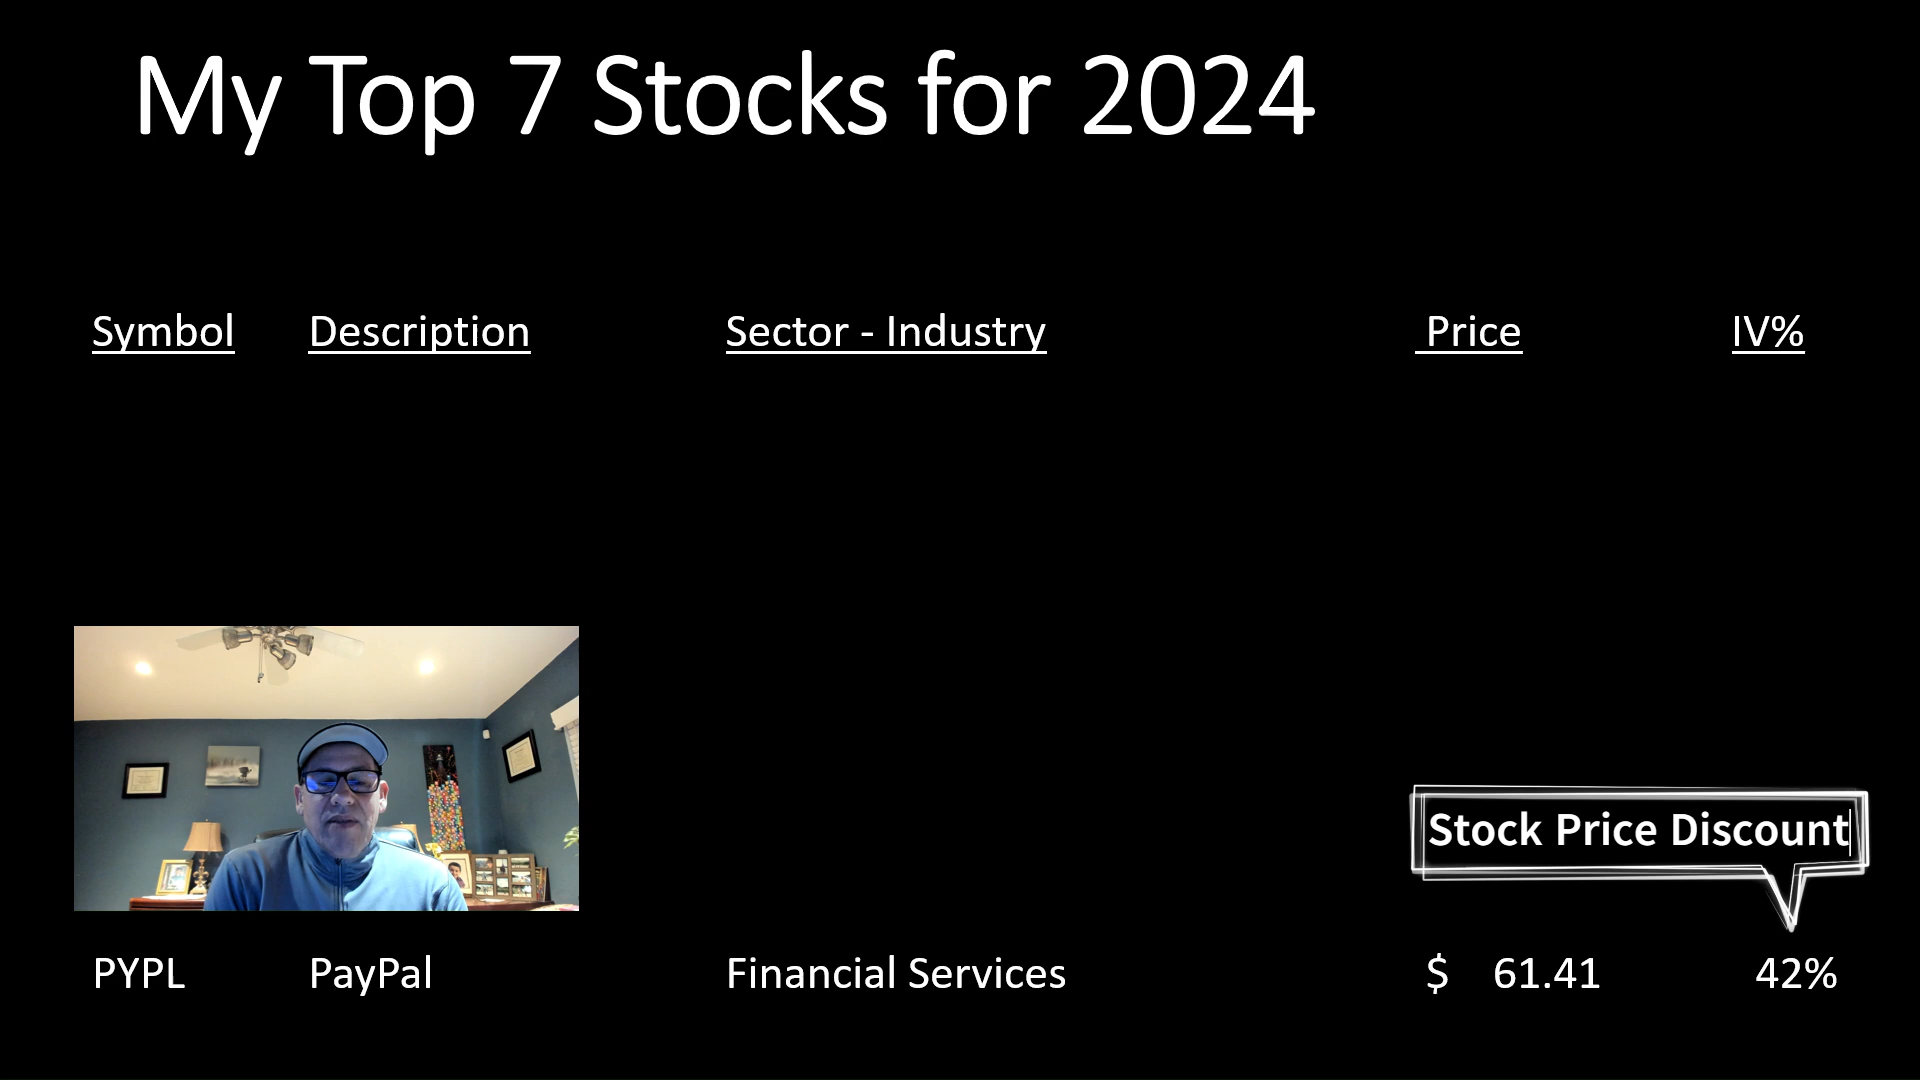 My Top 7 Stocks for 2024
Symbol Description Sector - Industry Price IV%
Stock Price Discount
PYPL PayPal Financial Services $ 61.41 42%